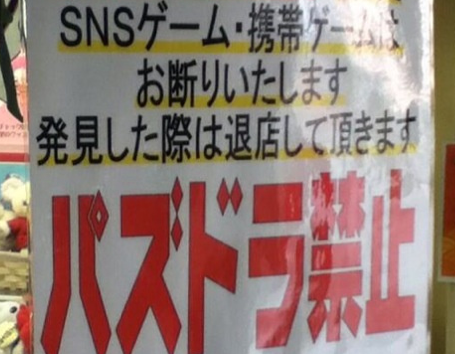 SNSゲーム・携帯ゲームは
お断りいたします
発見した際は退店して頂きます
パズドラ禁止